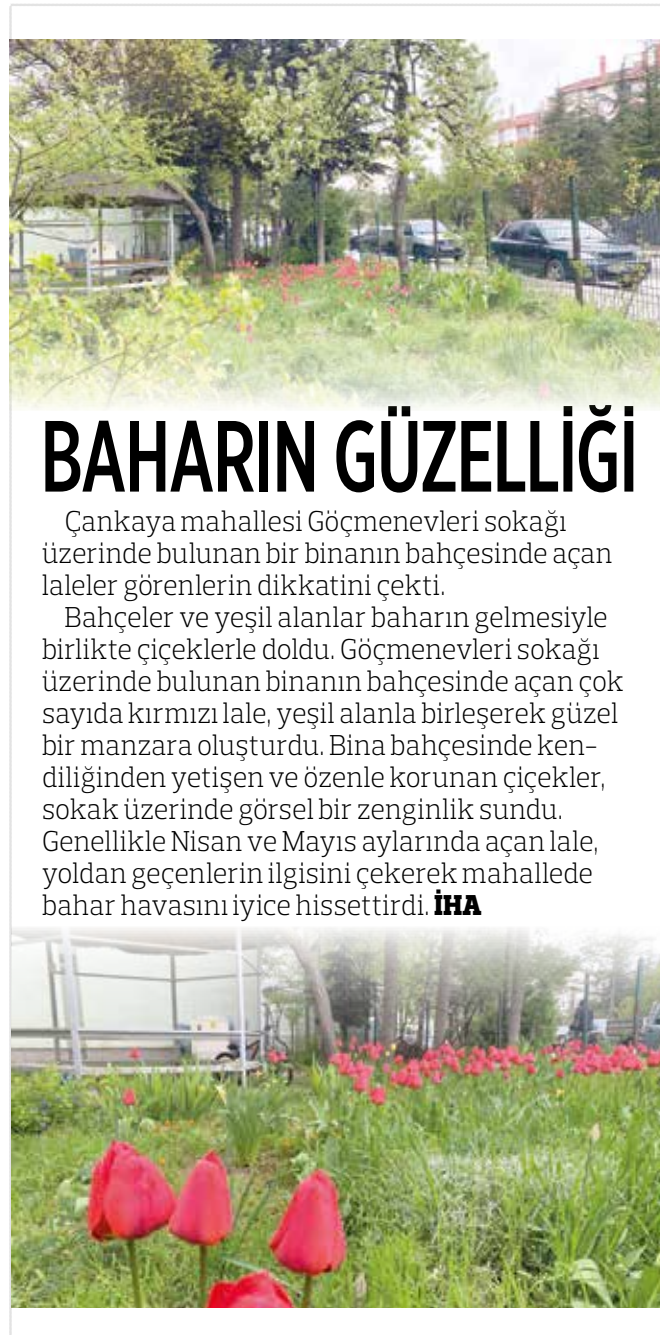 BAHARIN GÜZELLİĞİ
Çankaya mahallesi Göçmenevleri sokağı
üzerinde bulunan bir binanın bahçesinde açan
laleler görenlerin dikkatini çekti.
Bahçeler ve yeşil alanlar baharın gelmesiyle
birlikte çiçeklerle doldu. Göçmenevleri sokağı
üzerinde bulunan binanın bahçesinde açan çok
sayıda kırmızı lale, yeşil alanla birleşerek güzel
bir manzara oluşturdu. Bina bahçesinde ken-
diliğinden yetişen ve özenle korunan çiçekler,
sokak üzerinde görsel bir zenginlik sundu.
Genellikle Nisan ve Mayıs aylarında açan lale,
yoldan geçenlerin ilgisini çekerek mahallede
bahar havasını iyice hissettirdi. İHA